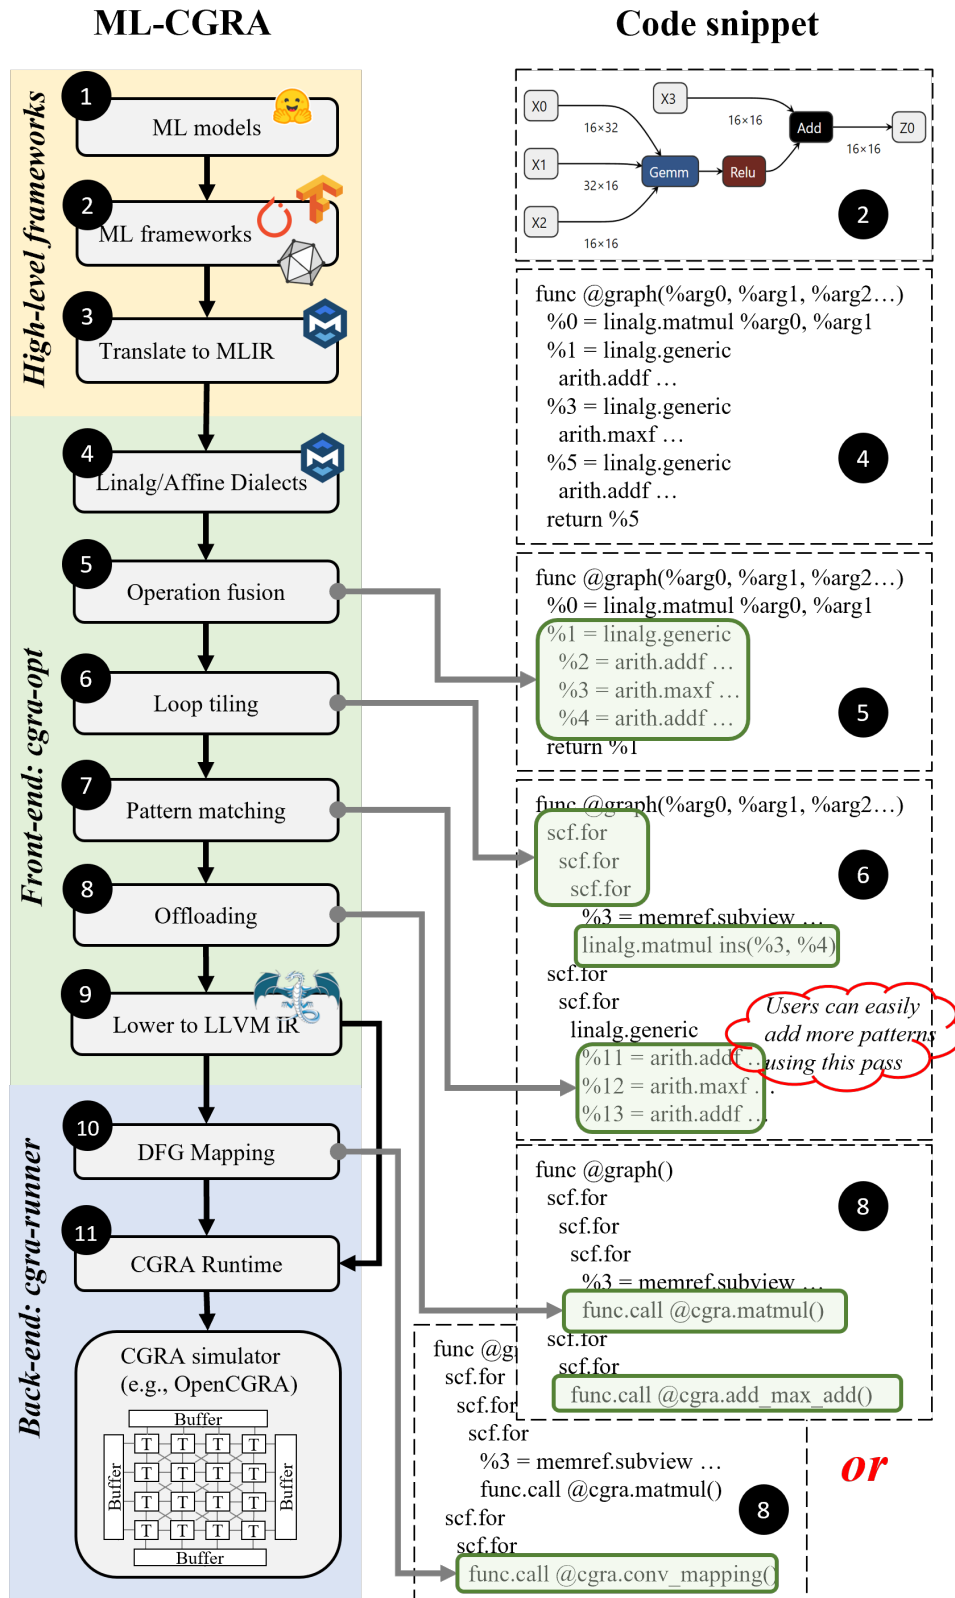 ML-CGRA
High-level frameworks
1
ML models
2
ML frameworks
3
Translate to MLIR
Front-end: cgra-opt
4
Linalg/Affine Dialects
5
Operation fusion
6
Loop tiling
7
Pattern matching
8
Offloading
9
Lower to LLVM IR
Back-end: cgra-runner
10
DFG Mapping
11
CGRA Runtime
CGRA simulator
(e.g., OpenCGRA)
Buffer
Buffer
T T T T
T T T T
T T T T
T T T T
Buffer
Buffer
Code snippet
X0
X3
16×32
16×16
Add
Z0
16×16
X1
Gemm
Relu
32×16
X2
16×16
2
func @graph(%arg0, %arg1, %arg2…)
%0 = linalg.matmul %arg0, %arg1
%1 = linalg.generic
arith.addf …
%3 = linalg.generic
arith.maxf …
%5 = linalg.generic
arith.addf …
return %5
4
func @graph(%arg0, %arg1, %arg2…)
%0 = linalg.matmul %arg0, %arg1
%1 = linalg.generic
%2 = arith.addf …
%3 = arith.maxf …
%4 = arith.addf …
return %1
5
func @graph(%arg0, %arg1, %arg2…)
scf.for
scf.for
scf.for
%3 = memref.subview …
linalg.matmul ins(%3, %4)
scf.for
scf.for
linalg.generic
%11 = arith.addf …
%12 = arith.maxf …
%13 = arith.addf …
6
Users can easily
add more patterns
using this pass
func @graph()
scf.for
scf.for
scf.for
%3 = memref.subview …
func.call @cgra.matmul()
scf.for
scf.for
func.call @cgra.add_max_add()
8
or
func @g
scf.for
scf.for
scf.for
%3 = memref.subview …
func.call @cgra.matmul()
scf.for
scf.for
func.call @cgra.conv_mapping()
8